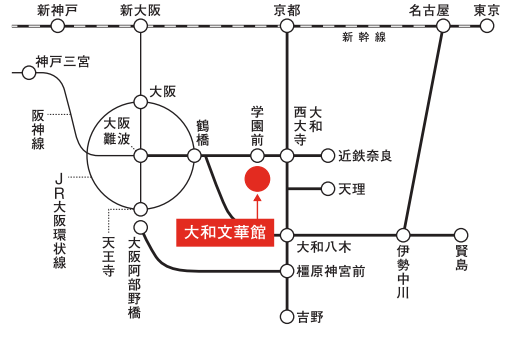 新神戸
新大阪
京都
名古屋
東京
新幹線
神戸三宮
大阪
阪神線
大阪難波
鶴橋
学園前
大和西大寺
近鉄奈良
天理
JR大阪環状線
大和文華館
天王寺
大阪阿部野橋
大和八木
伊勢中川
賢島
橿原神宮前
吉野